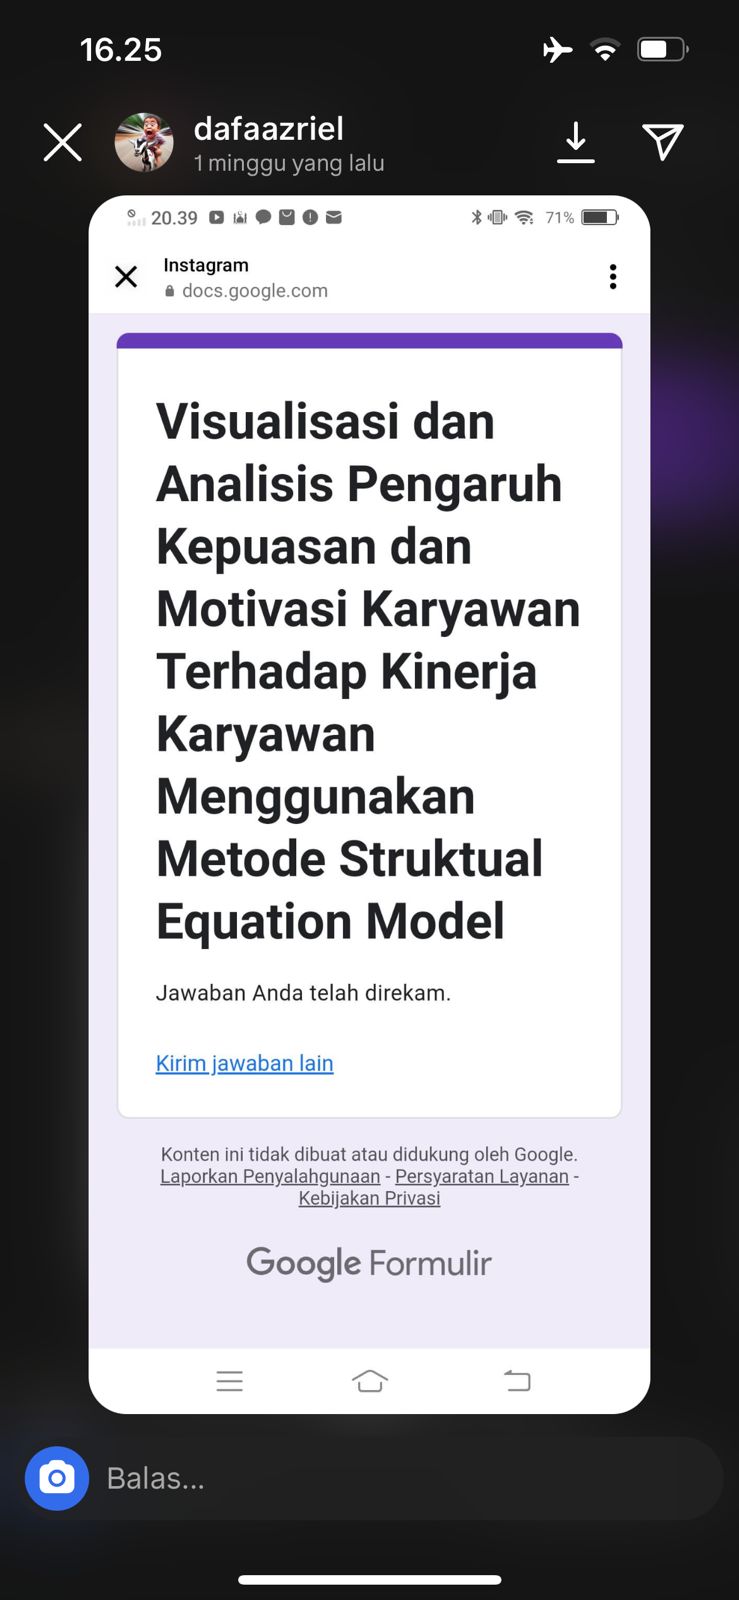 16.25
dafaazriel
1 minggu yang lalu
20.39
71%
Instagram
docs.google.com
Visualisasi dan
Analisis Pengaruh
Kepuasan dan
Motivasi Karyawan
Terhadap Kinerja
Karyawan
Menggunakan
Metode Struktual
Equation Model
Jawaban Anda telah direkam.
Kirim jawaban lain
Konten ini tidak dibuat atau didukung oleh Google.
Laporkan Penyalahgunaan - Persyaratan Layanan -
Kebijakan Privasi
Google Formulir
Balas...